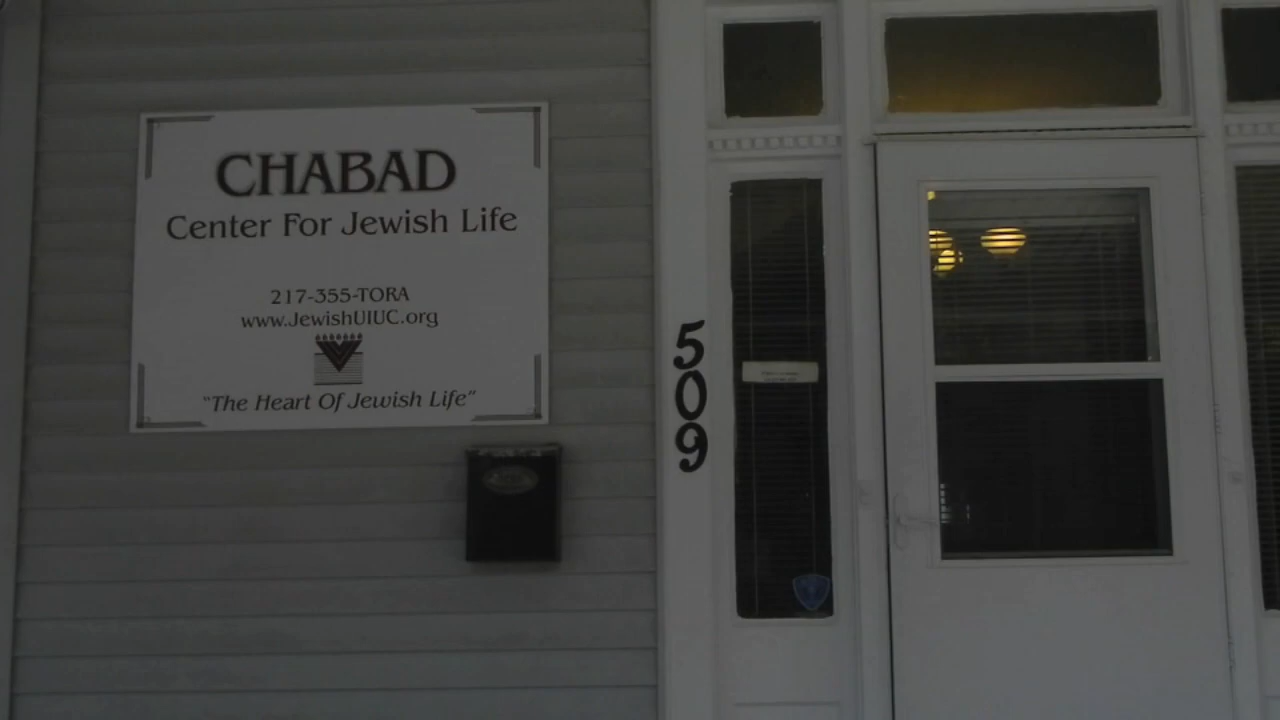 CHABAD
Center For Jewish Life
217-355-TORA
www.JewishUIUC.org
"The Heart Of Jewish Life"
509